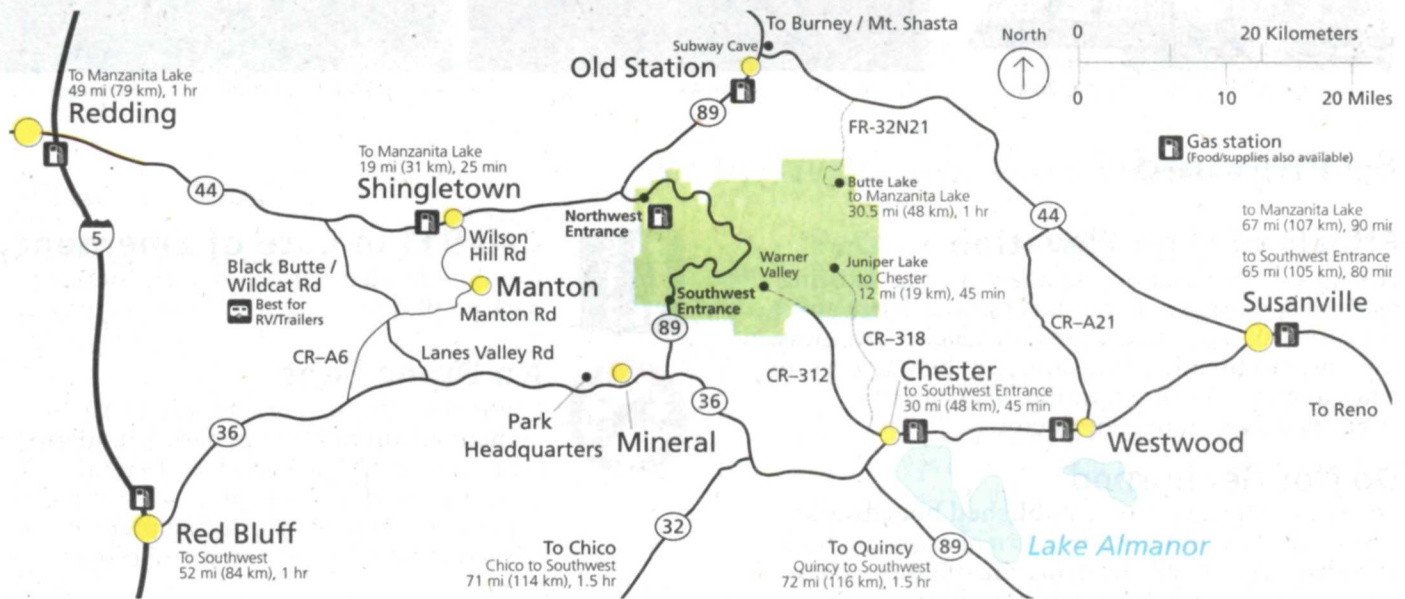 To Burney / Mt. Shasta
Subway Cave
Old Station
North
0
20 Kilometers
0
10
20 Miles
Gas station
(Food/supplies also available)
To Manzanita Lake
49 mi (79 km), 1 hr
Redding
44
5
To Manzanita Lake
19 mi (31 km), 25 min
Shingletown
89
FR-32N21
Butte Lake
to Manzanita Lake
30.5 mi (48 km), 1 hr
44
Northwest
Entrance
Wilson
Hill Rd
Black Butte /
Wildcat Rd
Best for
RV/Trailers
Manton
Manton Rd
Warner
Valley
Juniper Lake
to Chester
12 mi (19 km), 45 min
Southwest
Entrance
89
to Manzanita Lake
67 mi (107 km), 90 min
to Southwest Entrance
65 mi (105 km), 80 min
Susanville
CR–A21
CR–A6
Lanes Valley Rd
CR–318
CR–312
Chester
to Southwest Entrance
30 mi (48 km), 45 min
To Reno
36
36
Park
Headquarters
Mineral
Westwood
Red Bluff
To Southwest
52 mi (84 km), 1 hr
32
To Chico
Chico to Southwest
71 mi (114 km), 1.5 hr
To Quincy
Quincy to Southwest
72 mi (116 km), 1.5 hr
89
Lake Almanor